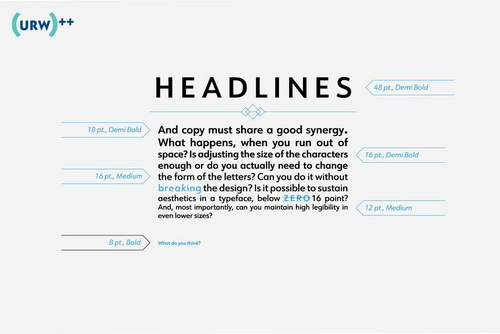 (URW)++
HEADLINES
48 pt., Demi Bold
18 pt., Demi Bold
And copy must share a good synergy.
What happens, when you run out of
space? Is adjusting the size of the characters
16 pt., Demi Bold
enough or do you actually need to change
16 pt., Medium
the form of the letters? Can you do it without
breaking the design? Is it possible to sustain
aesthetics in a typeface, below ZERO 16 point?
And, most importantly, can you maintain high legibility in
12 pt., Medium
even lower sizes?
8 pt., Bold
What do you think?